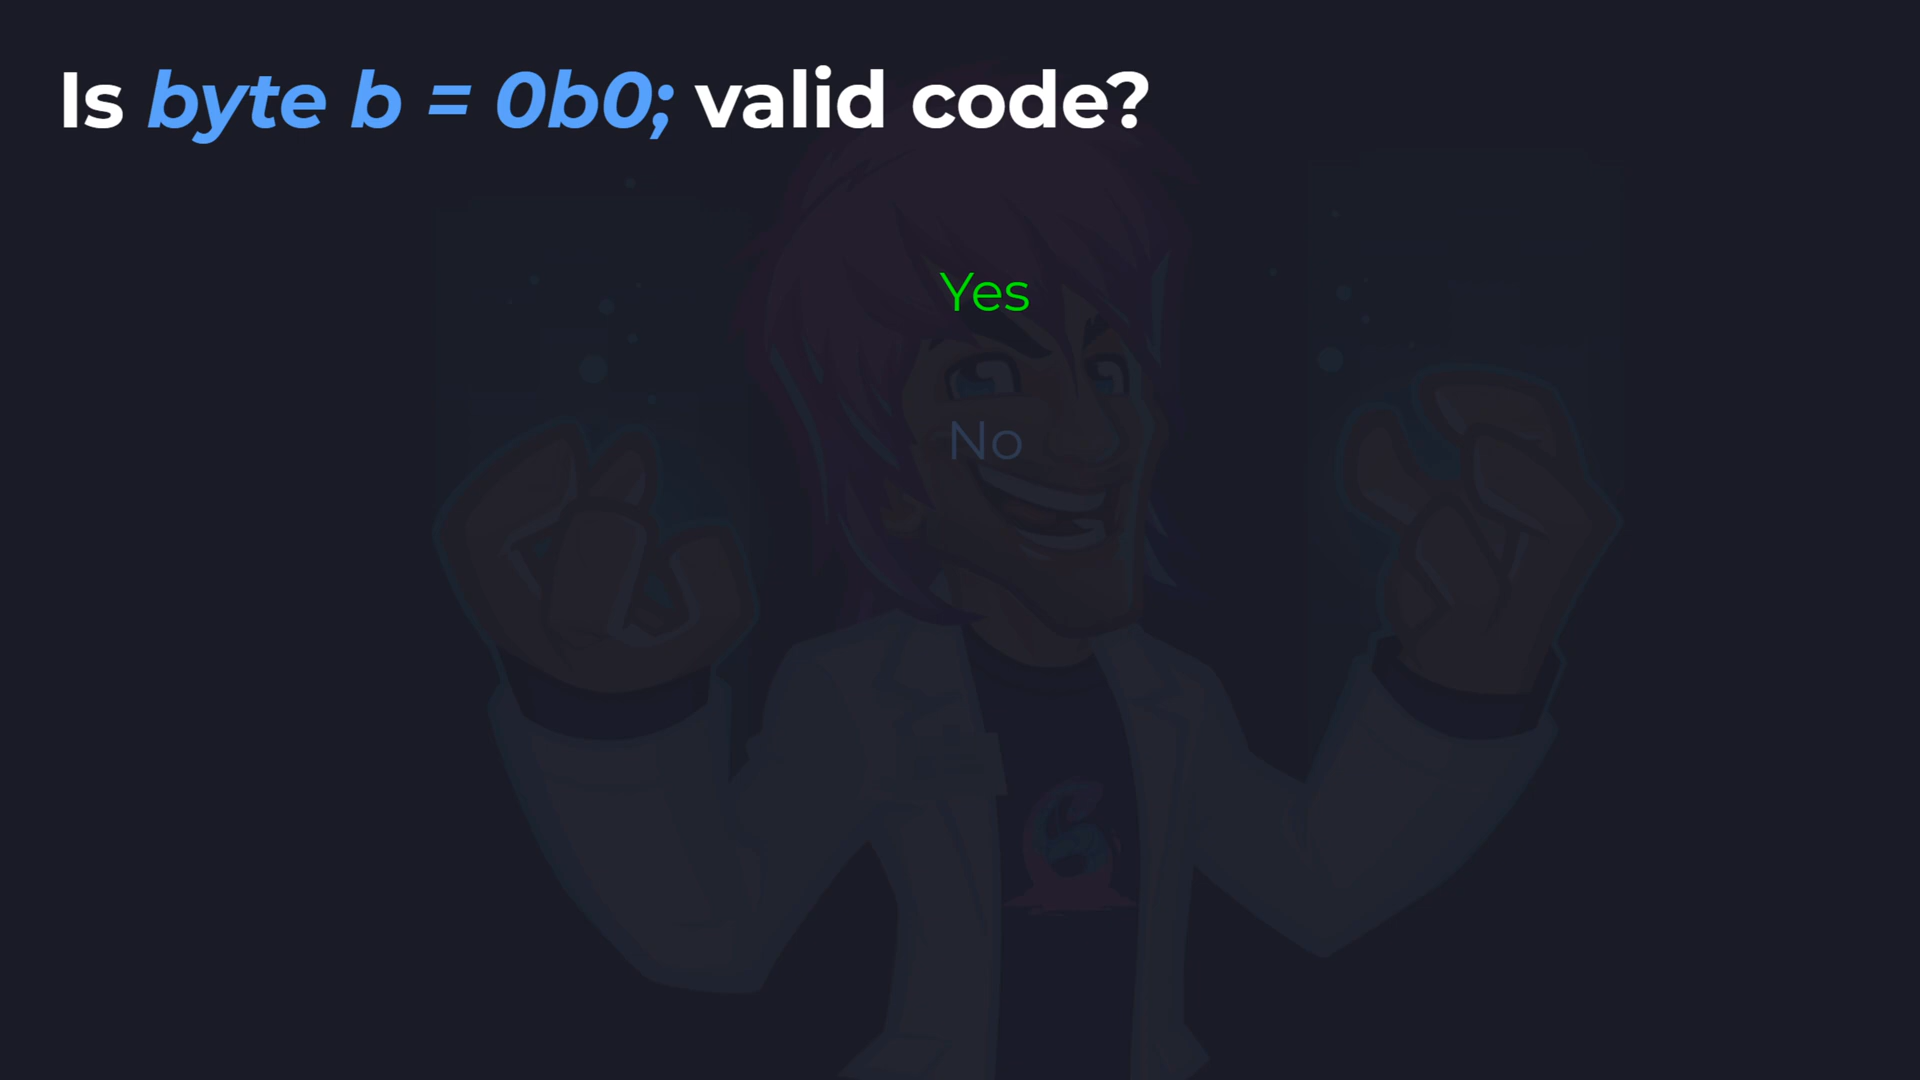 Is byte b = 0b0; valid code?
Yes
No